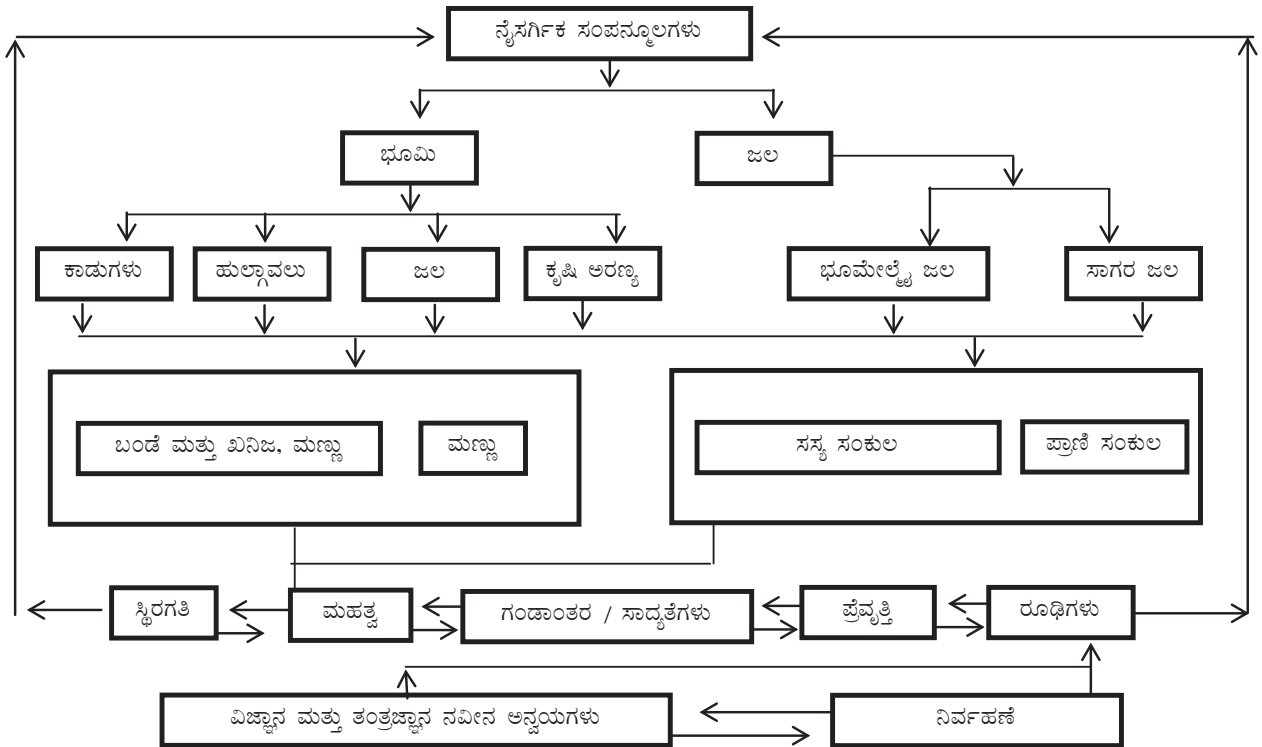 ನೈಸರ್ಗಿಕ ಸಂಪನ್ಮೂಲಗಳು
ಭೂಮಿ
ಜಲ
ಕಾಡುಗಳು
ಹುಲ್ಗಾವಲು
ಜಲ
ಕೃಷಿ ಅರಣ್ಯ
ಭೂಮೇಲ್ಮೈ ಜಲ
ಸಾಗರ ಜಲ
ಬಂಡೆ ಮತ್ತು ಖನಿಜ, ಮಣ್ಣು
ಮಣ್ಣು
ಸಸ್ಯ ಸಂಕುಲ
ಪ್ರಾಣಿ ಸಂಕುಲ
ಸ್ಥಿರಗತಿ
ಮಹತ್ವ
ಗಂಡಾಂತರ / ಸಾದ್ಯತೆಗಳು
ಪ್ರೆವೃತ್ತಿ
ರೂಢಿಗಳು
ವಿಜ್ಞಾನ ಮತ್ತು ತಂತ್ರಜ್ಞಾನ ನವೀನ ಅನ್ವಯಗಳು
ನಿರ್ವಹಣೆ